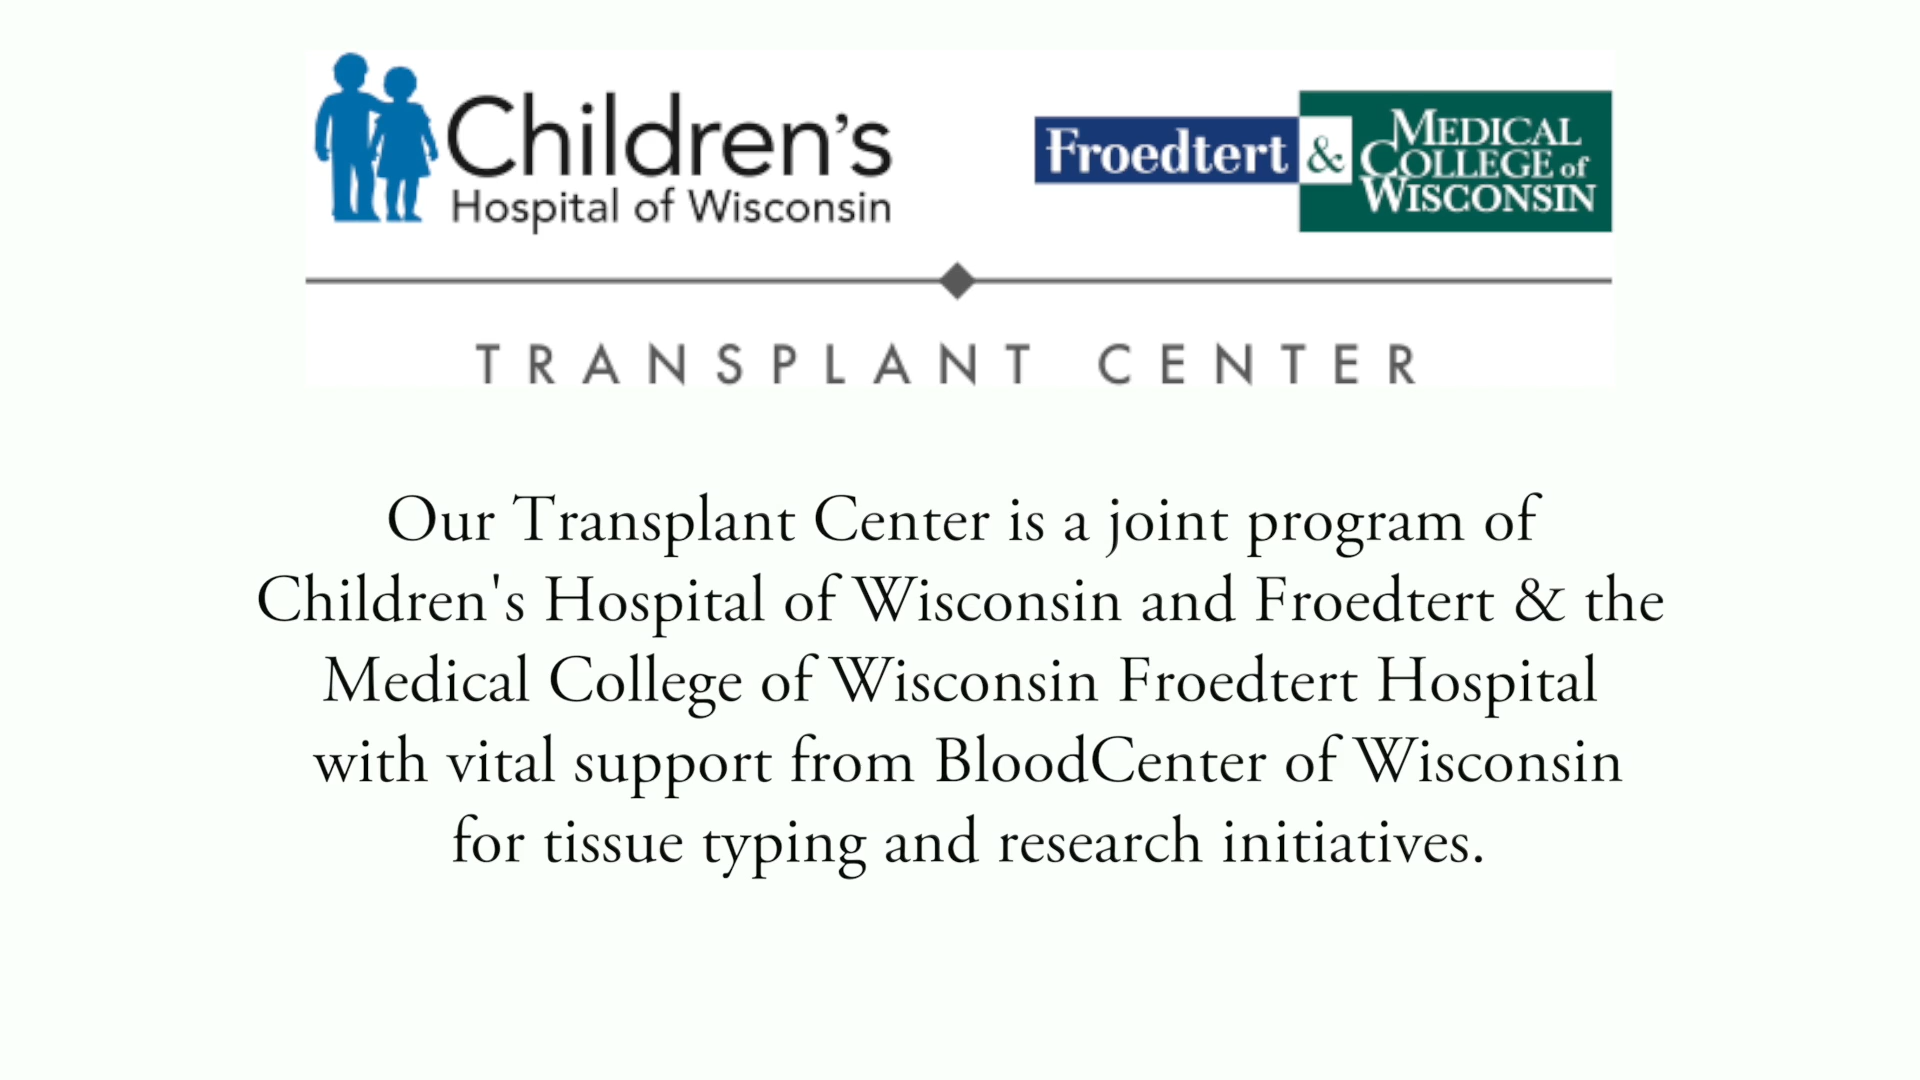 Children's
Hospital of Wisconsin
Froedtert & MEDICAL
COLLEGE of
WISCONSIN
TRANSPLANT CENTER
Our Transplant Center is a joint program of
Children's Hospital of Wisconsin and Froedtert & the
Medical College of Wisconsin Froedtert Hospital
with vital support from BloodCenter of Wisconsin
for tissue typing and research initiatives.